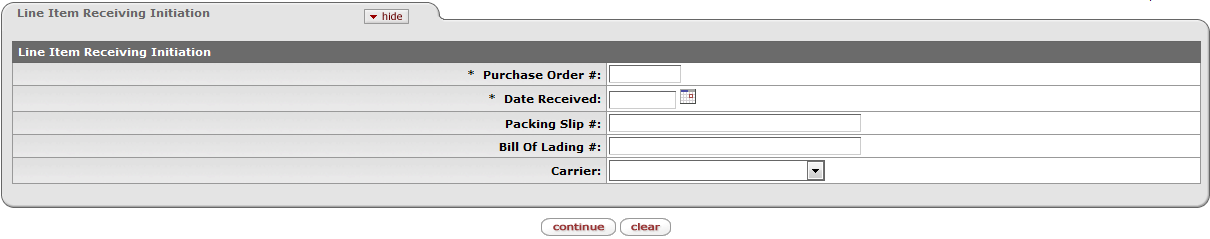 Line Item Receiving Initiation
hide
Line Item Receiving Initiation
* Purchase Order #:
* Date Received:
Packing Slip #:
Bill Of Lading #:
Carrier:
continue clear